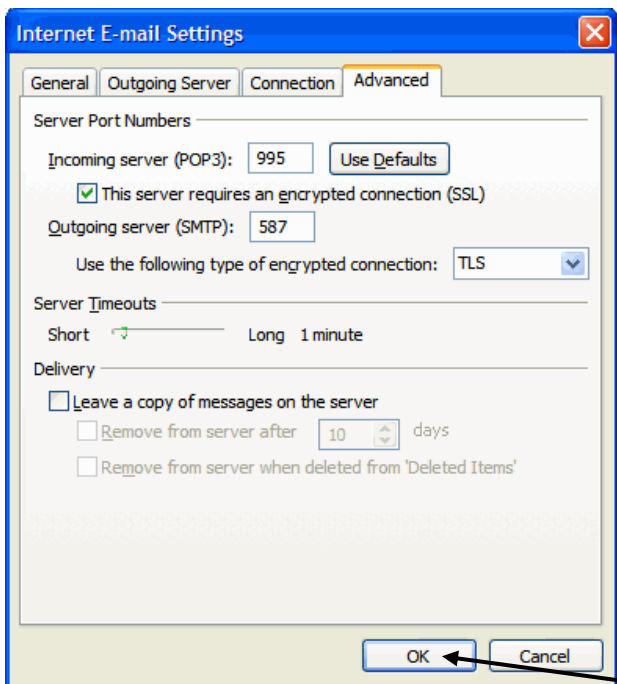 Internet E-mail Settings
General Outgoing Server Connection Advanced
Server Port Numbers
Incoming server (POP3): 995 Use Defaults
This server requires an encrypted connection (SSL)
Outgoing server (SMTP): 587
Use the following type of encrypted connection: TLS
Server Timeouts
Short Long 1 minute
Delivery
Leave a copy of messages on the server
Remove from server after 10 days
Remove from server when deleted from 'Deleted Items'
OK Cancel